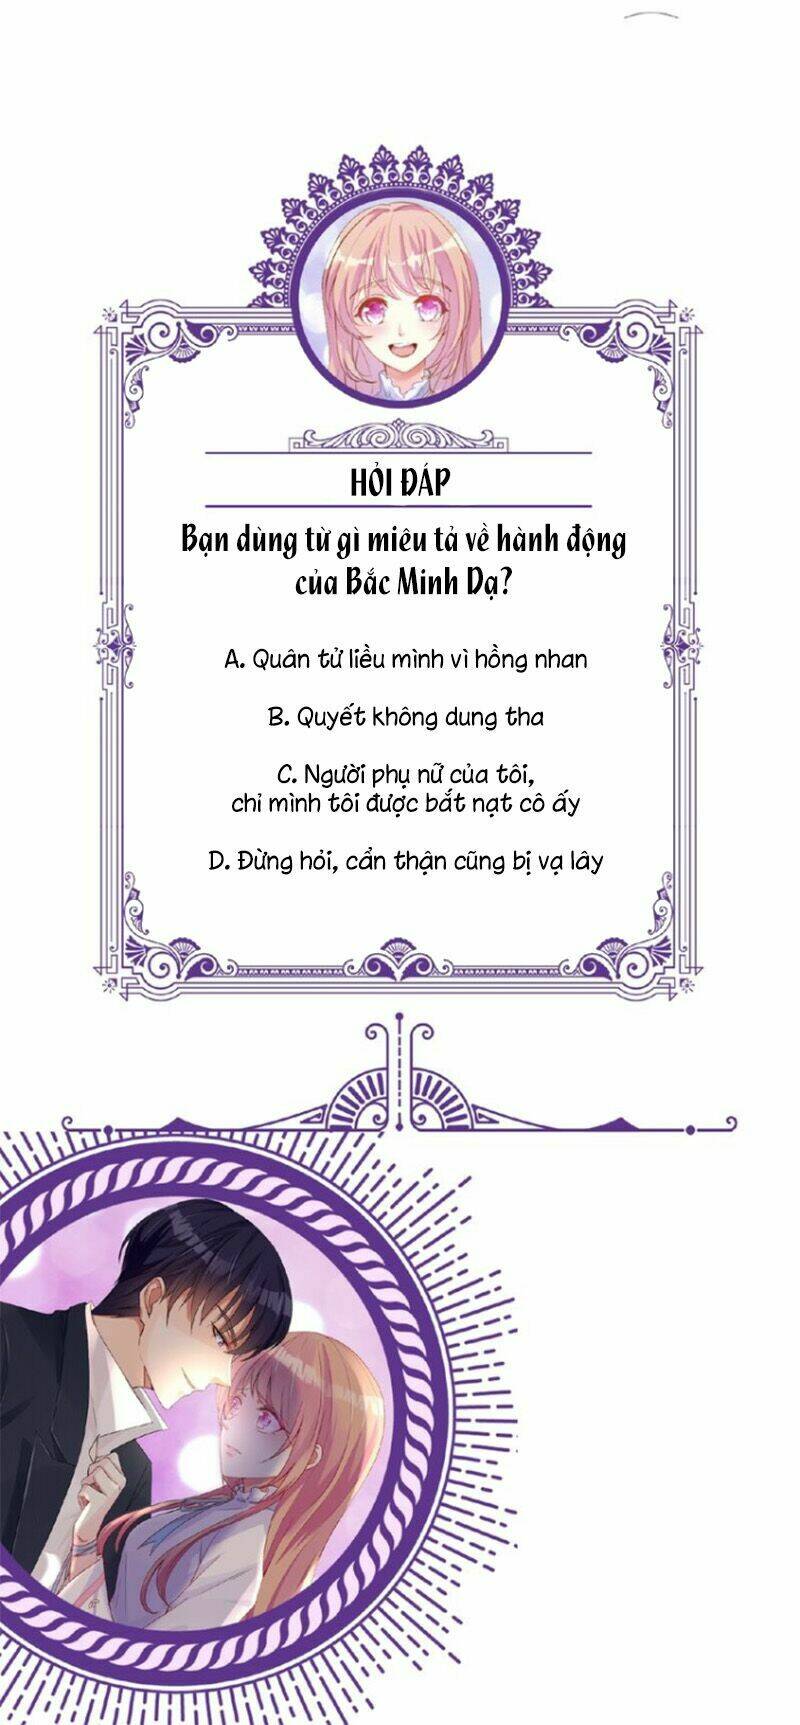 HỎI ĐÁP
Bạn dùng từ gì miêu tả về hành động
của Bắc Minh Dạ?
A. Quân tử liều mình vì hồng nhan
B. Quyết không dung tha
C. Người phụ nữ của tôi,
chỉ mình tôi được bắt nạt cô ấy
D. Đừng hỏi, cẩn thận cũng bị vạ lây